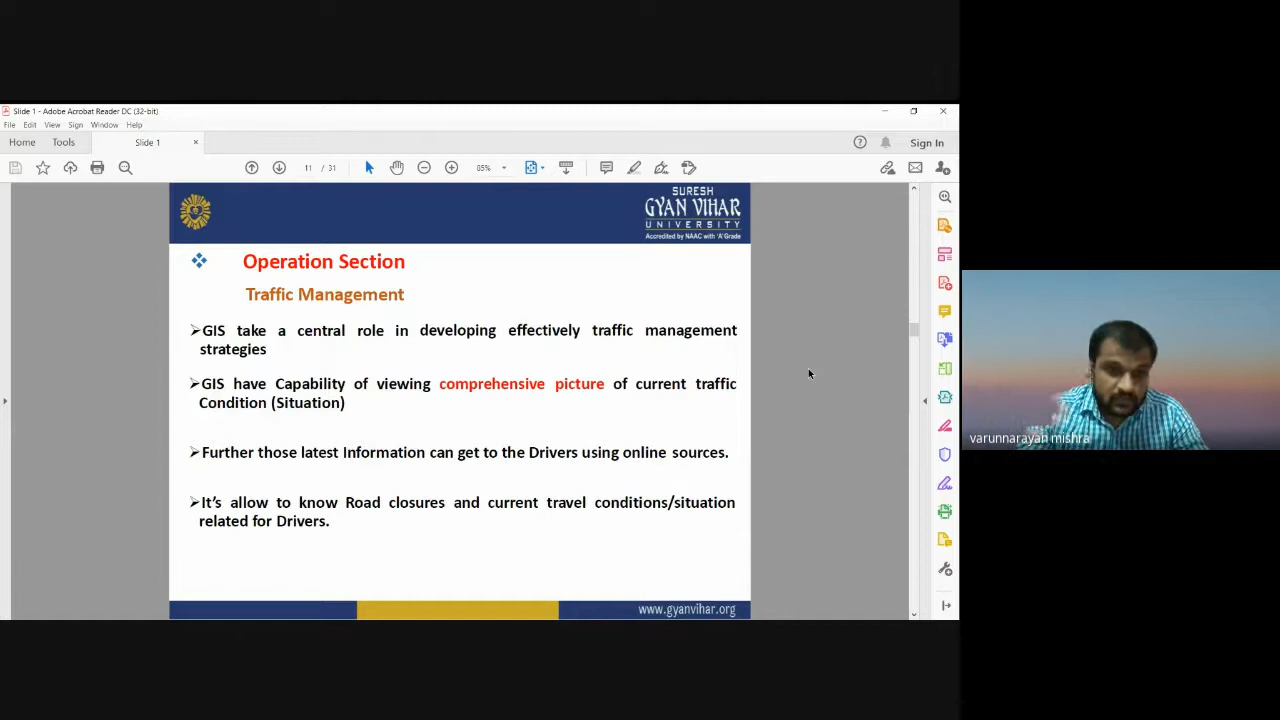 Slide 1 - Adobe Acrobat Reader DC (32-bit)
File Edit View Sign Window Help
Home Tools Slide 1 × Sign In
11 / 31 85%
SURESH
GYAN VIHAR
UNIVERSITY
Accredited by NAAC with 'A' Grade
Operation Section
Traffic Management
GIS take a central role in developing effectively traffic management
strategies
GIS have Capability of viewing comprehensive picture of current traffic
Condition (Situation)
Further those latest Information can get to the Drivers using online sources.
It's allow to know Road closures and current travel conditions/situation
related for Drivers.
www.gyanvihar.org
varunnarayan mishra